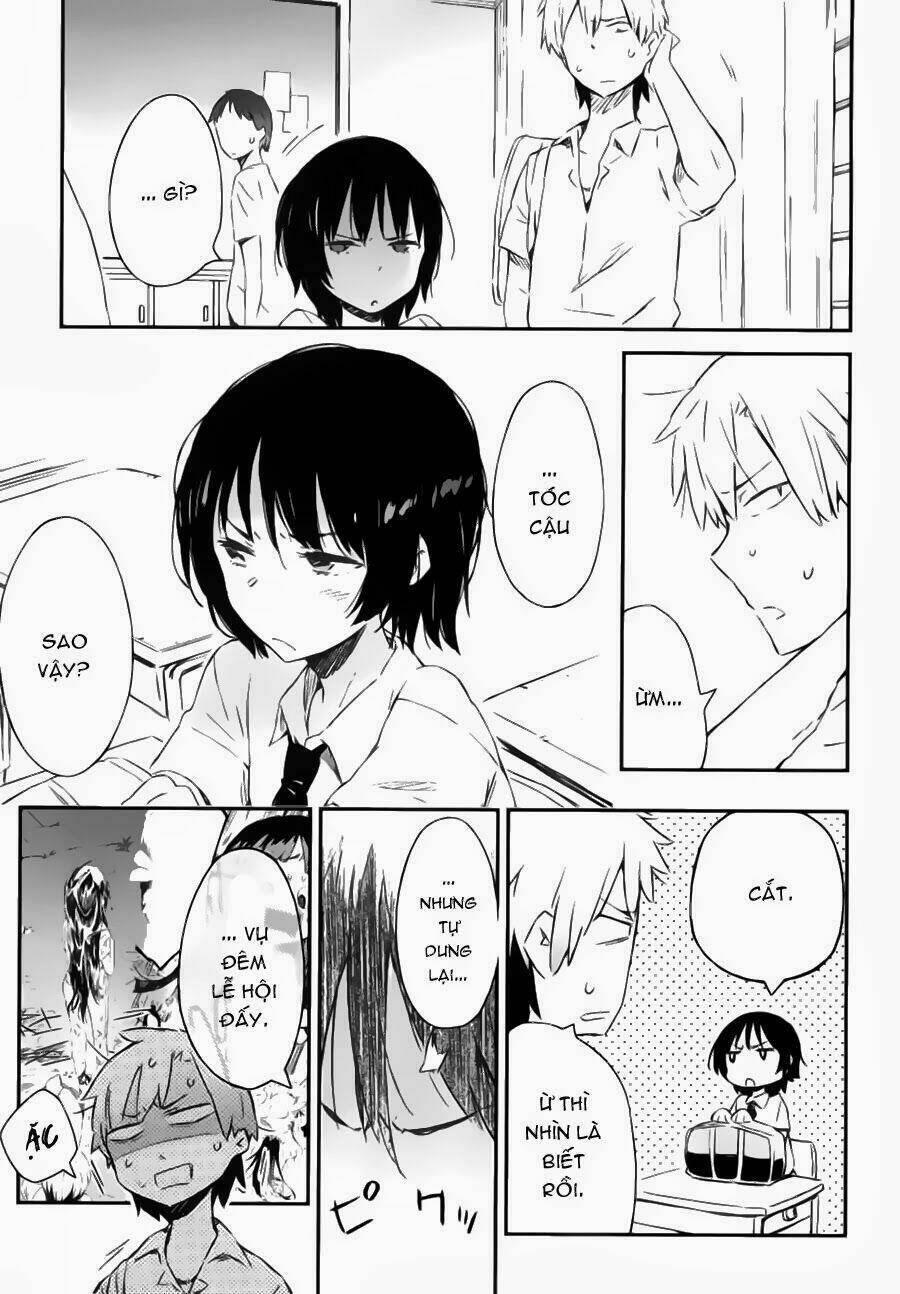 ... GÌ?
ỪM...
...
TÓC
CẬU
SAO
VẬY?
CẮT.
Ừ THÌ
NHÌN LÀ
BIẾT
RỒI.
...
NHƯNG
TỰ
DUNG
LẠI...
ピクッ
... VỤ
ĐÊM
LỄ HỘI
ĐẤY.
ẶC